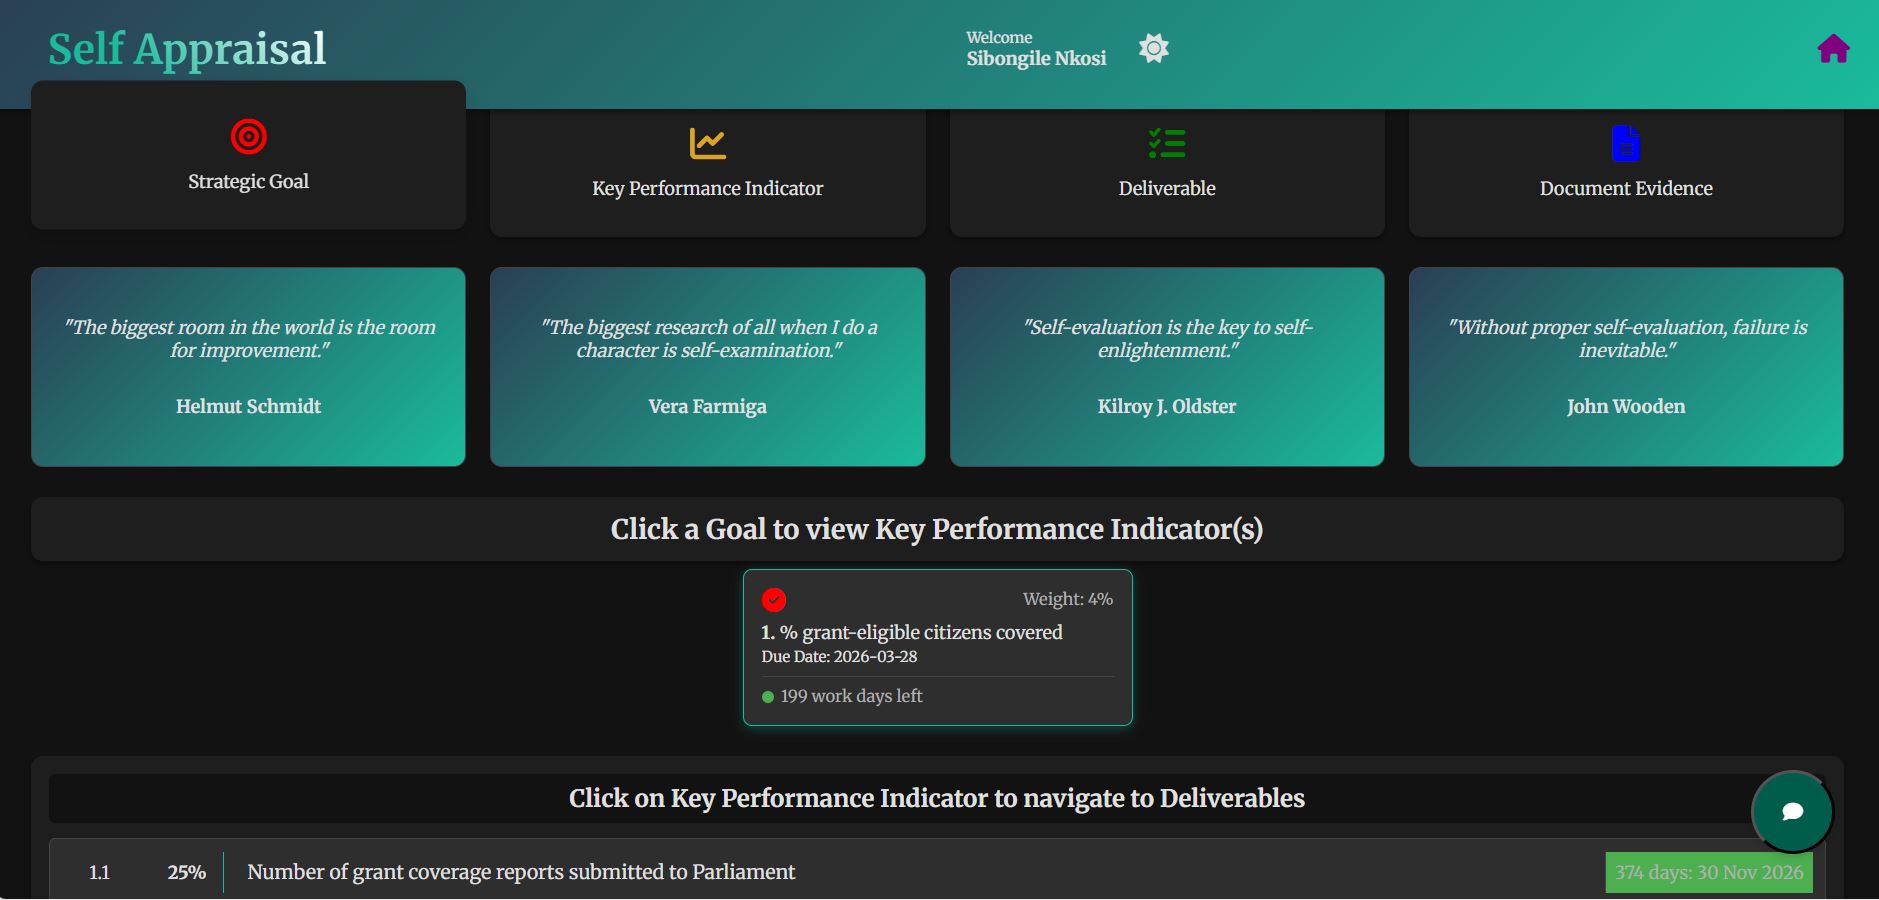 Self Appraisal
Welcome
Sibongile Nkosi
Strategic Goal
Key Performance Indicator
Deliverable
Document Evidence
"The biggest room in the world is the room
for improvement."
Helmut Schmidt
"The biggest research of all when I do a
character is self-examination."
Vera Farmiga
"Self-evaluation is the key to self-
enlightenment."
Kilroy J. Oldster
"Without proper self-evaluation, failure is
inevitable."
John Wooden
Click a Goal to view Key Performance Indicator(s)
Weight: 4%
1. % grant-eligible citizens covered
Due Date: 2026-03-28
199 work days left
Click on Key Performance Indicator to navigate to Deliverables
1.1 25% Number of grant coverage reports submitted to Parliament 374 days: 30 Nov 2026